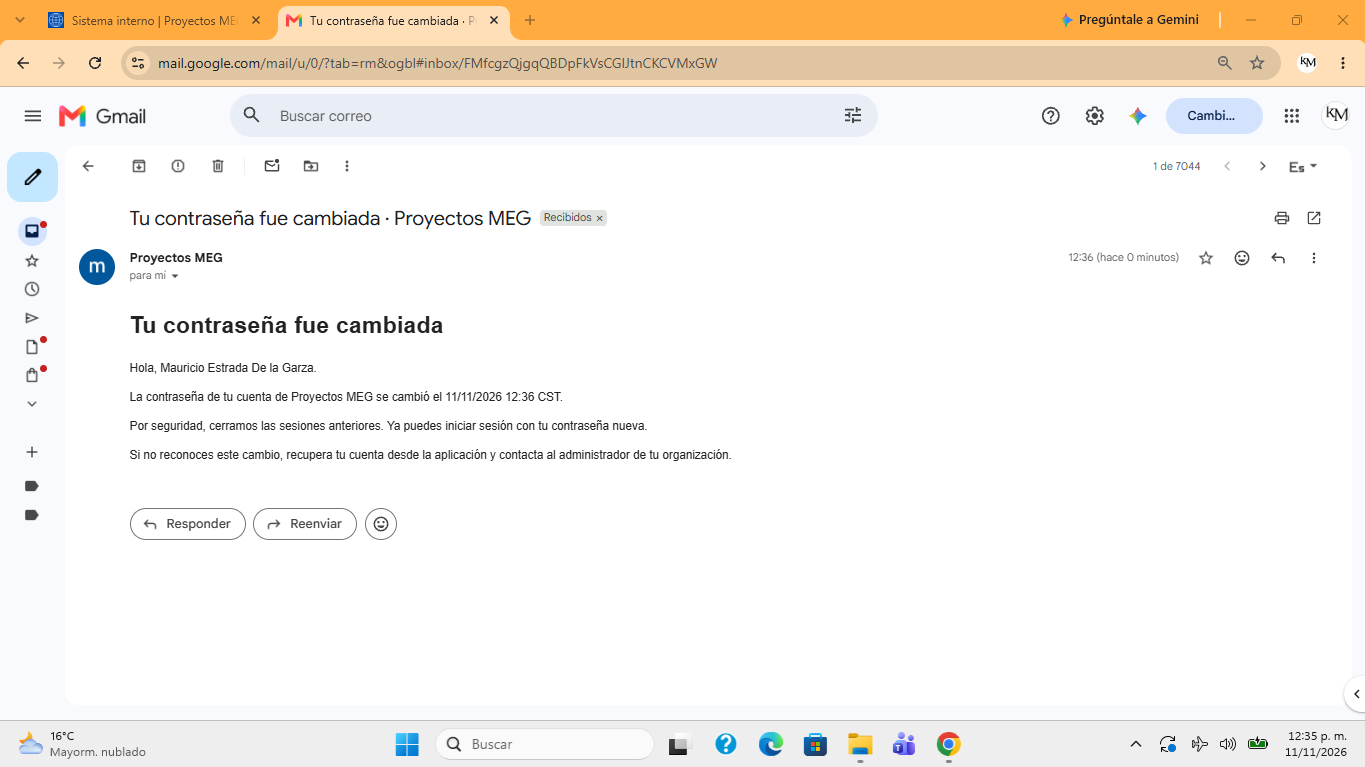 Sistema interno | Proyectos ME
Tu contraseña fue cambiada · P
Pregúntale a Gemini
mail.google.com/mail/u/0/?tab=rm&ogbl#inbox/FMfcgzQjgqQBDpFkVsCGlJtnCKCVMxGW
KM
Gmail
Buscar correo
Cambi...
KM
1 de 7044
Es
Tu contraseña fue cambiada · Proyectos MEG
Recibidos ×
m
Proyectos MEG
12:36 (hace 0 minutos)
para mí
Tu contraseña fue cambiada
Hola, Mauricio Estrada De la Garza.
La contraseña de tu cuenta de Proyectos MEG se cambió el 11/11/2026 12:36 CST.
Por seguridad, cerramos las sesiones anteriores. Ya puedes iniciar sesión con tu contraseña nueva.
Si no reconoces este cambio, recupera tu cuenta desde la aplicación y contacta al administrador de tu organización.
Responder
Reenviar
16°C
Mayorm. nublado
Buscar
12:35 p. m.
11/11/2026